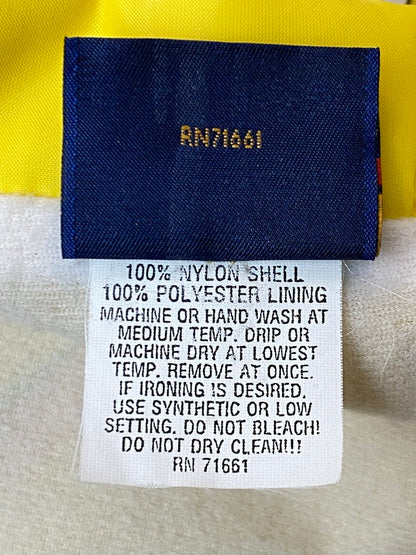 RN71661
100% NYLON SHELL
100% POLYESTER LINING
MACHINE OR HAND WASH AT
MEDIUM TEMP. DRIP OR
MACHINE DRY AT LOWEST
TEMP. REMOVE AT ONCE.
IF IRONING IS DESIRED.
USE SYNTHETIC OR LOW
SETTING. DO NOT BLEACH!
DO NOT DRY CLEAN!!!
RN 71661